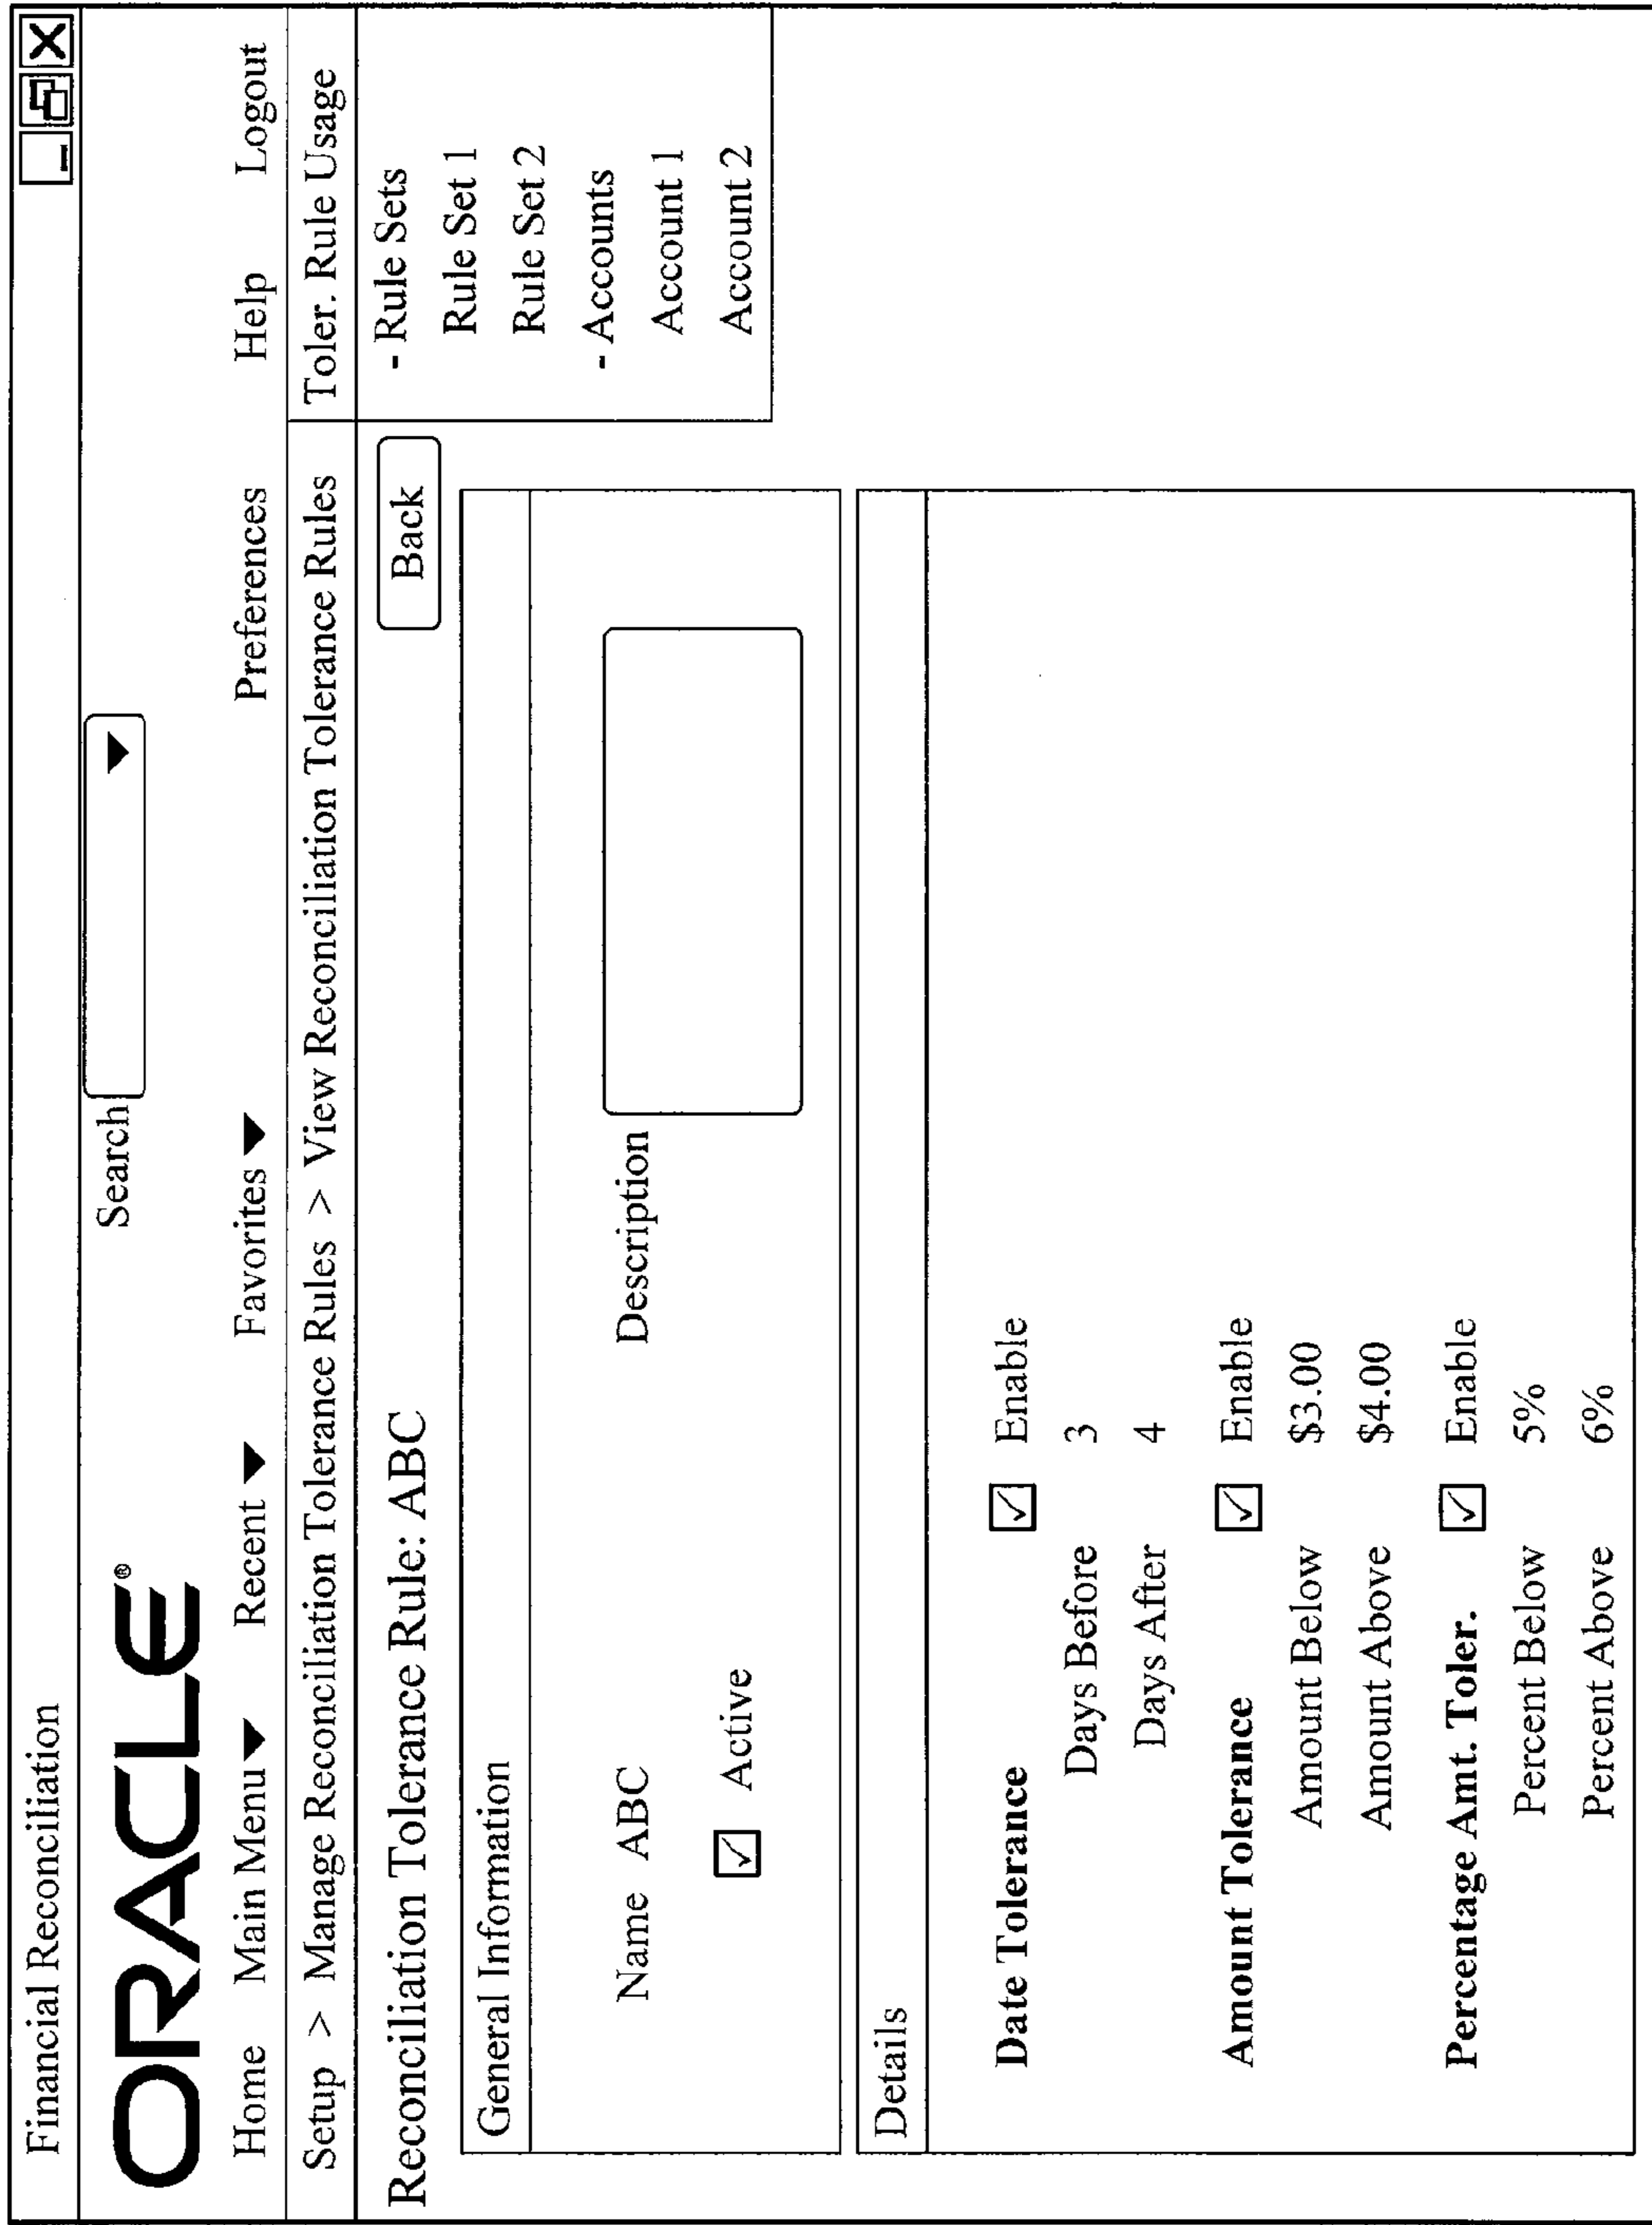 Financial Reconciliation
ORACLE® Search
Home Main Menu Recent Favorites Preferences Help Logout
Setup > Manage Reconciliation Tolerance Rules > View Reconciliation Tolerance Rules
Toler. Rule Usage
- Rule Sets
Rule Set 1
Rule Set 2
- Accounts
Account 1
Account 2
Reconciliation Tolerance Rule: ABC
Back
General Information
Name ABC
Description
Active
Details
Date Tolerance Enable
Days Before 3
Days After 4
Amount Tolerance Enable
Amount Below $3.00
Amount Above $4.00
Percentage Amt. Toler. Enable
Percent Below 5%
Percent Above 6%